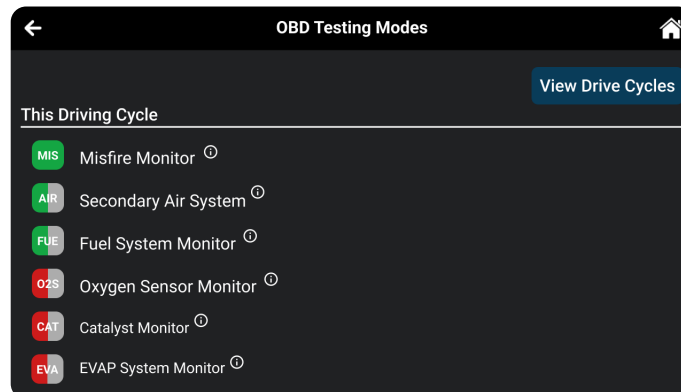 OBD Testing Modes
View Drive Cycles
This Driving Cycle
MIS Misfire Monitor
AIR Secondary Air System
FUE Fuel System Monitor
O2S Oxygen Sensor Monitor
CAT Catalyst Monitor
EVA EVAP System Monitor